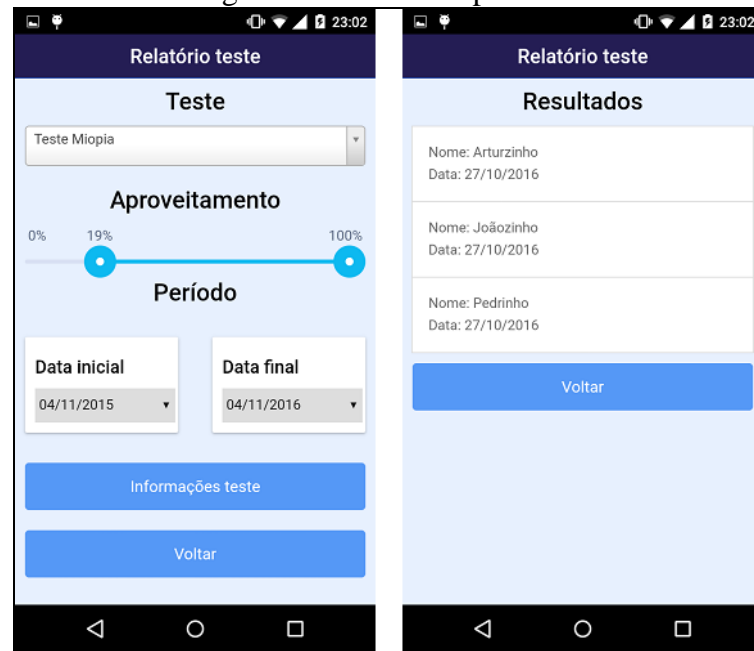 23:02
Relatório teste
Teste
Teste Miopia
Aproveitamento
0% 19% 100%
Período
Data inicial Data final
04/11/2015 04/11/2016
Informações teste
Voltar
23:02
Relatório teste
Resultados
Nome: Arturzinho
Data: 27/10/2016
Nome: Joãozinho
Data: 27/10/2016
Nome: Pedrinho
Data: 27/10/2016
Voltar